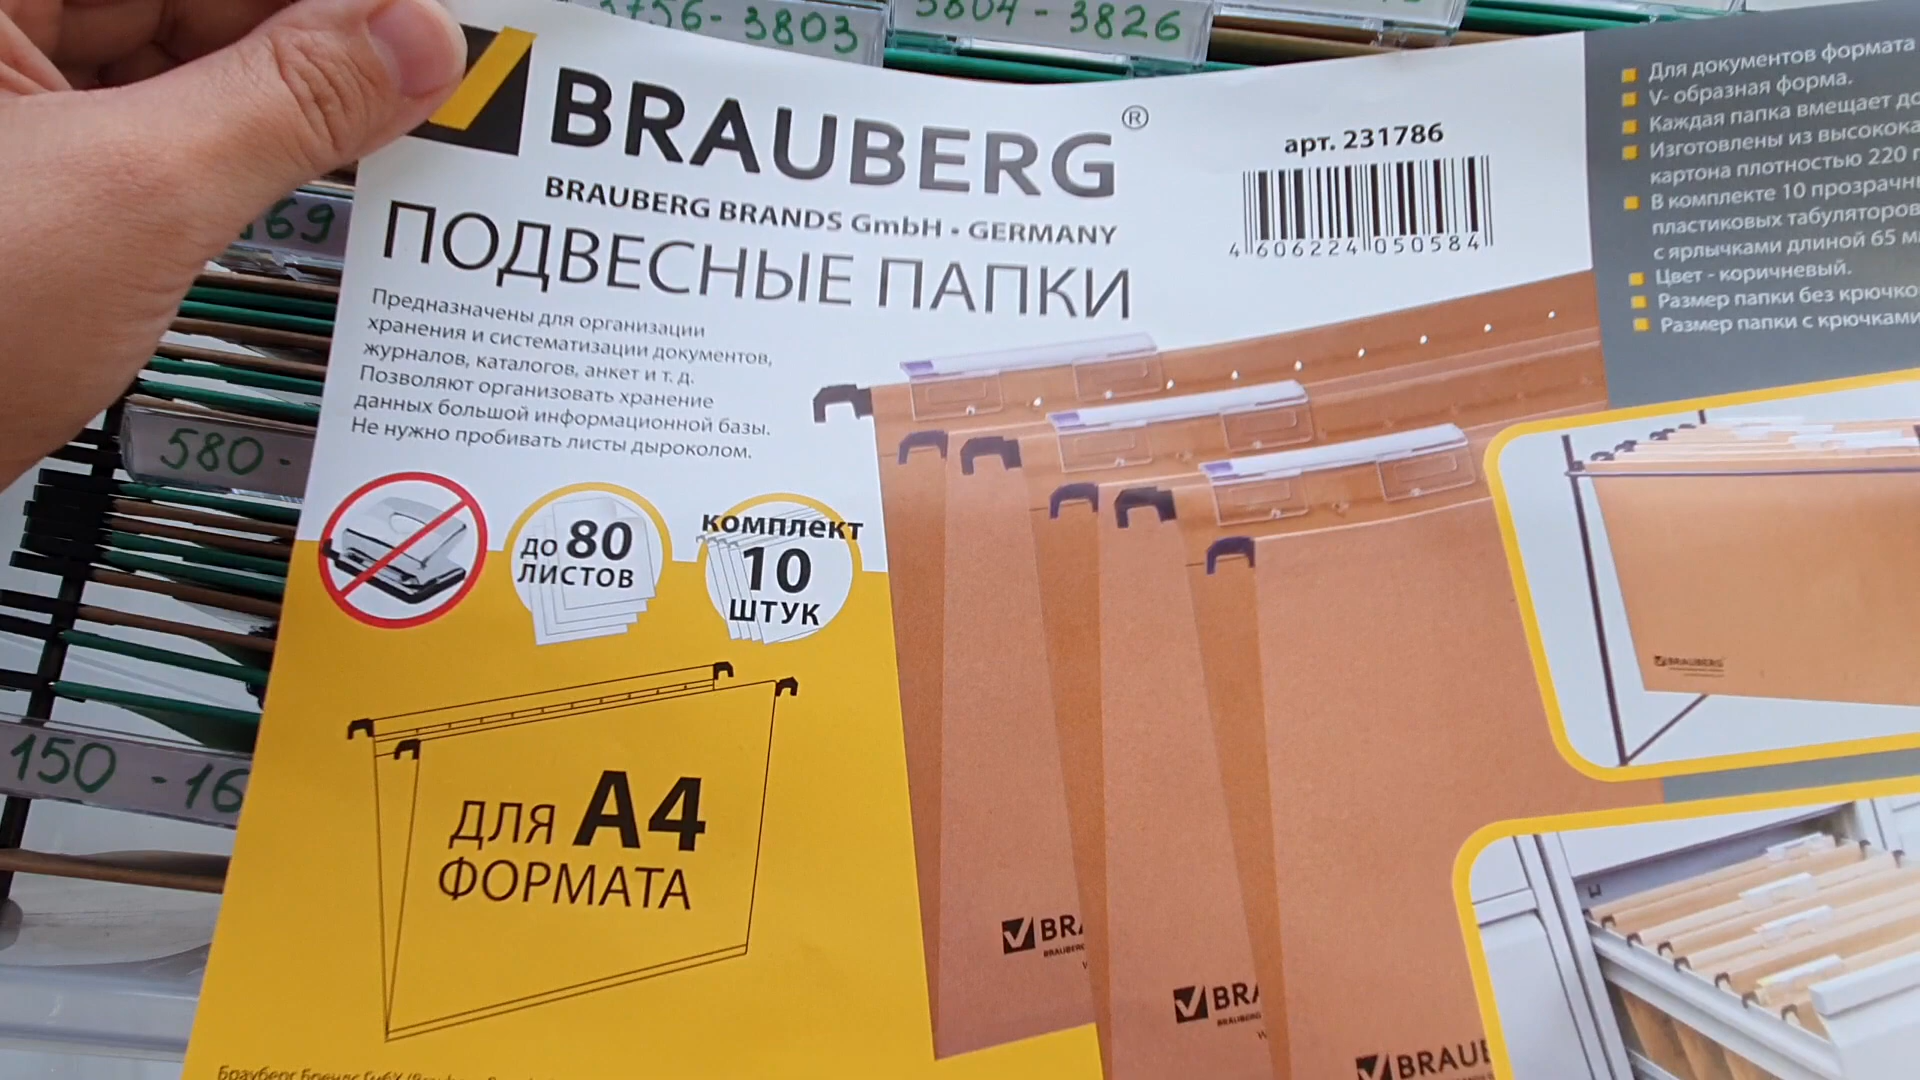 3756-3803
3804 - 3826
BRAUBERG®
BRAUBERG BRANDS GmbH • GERMANY
ПОДВЕСНЫЕ ПАПКИ
Предназначены для организации
хранения и систематизации документов,
журналов, каталогов, анкет и т. д.
Позволяют организовать хранение
данных большой информационной базы.
Не нужно пробивать листы дыроколом.
до 80
ЛИСТОВ
КОМПЛЕКТ
10
ШТУК
ДЛЯ А4
ФОРМАТА
арт. 231786
4 606224 050584
Для документов формата
V- образная форма.
Каждая папка вмещает до
Изготовлены из
картона плотностью 220
В комплекте 10
пластиковых табуляторов
с ярлычками длиной 65
Цвет - коричневый.
Размер папки без
Размер папки с крючками
BRAUBERG
BRAUBERG
69
580 -
150 - 16